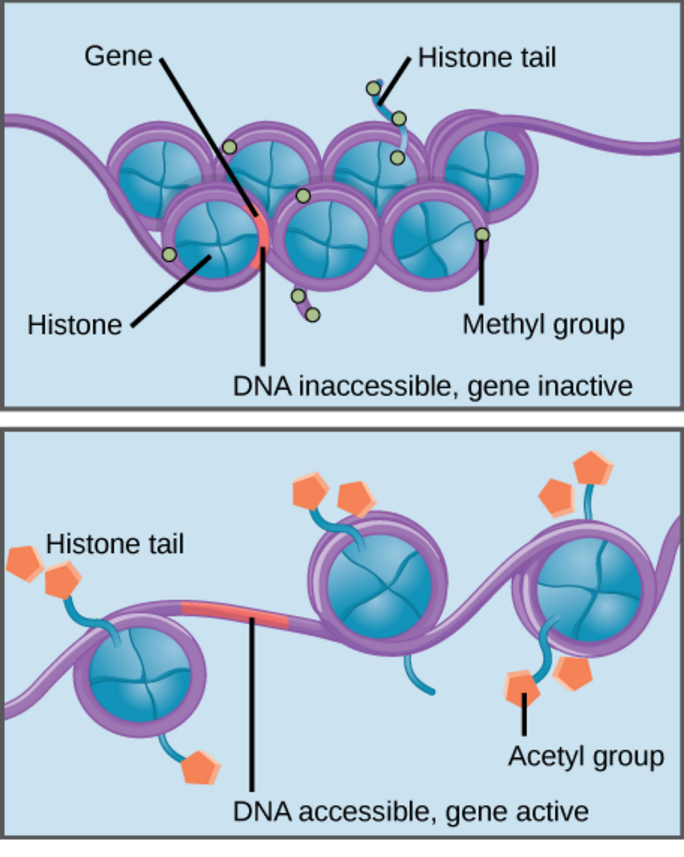 Gene
Histone tail
Histone
Methyl group
DNA inaccessible, gene inactive
Histone tail
Acetyl group
DNA accessible, gene active